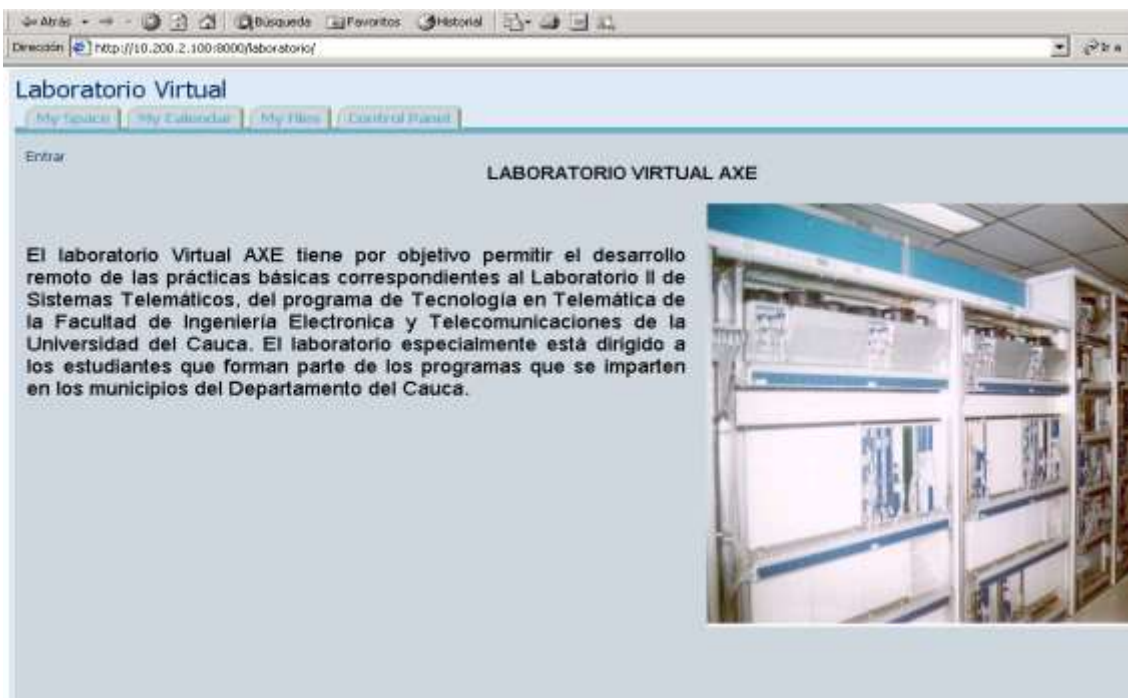 Atrás Búsqueda Favoritos Historial
Dirección http://10.200.2.100:8000/laboratorio/ Ir a
Laboratorio Virtual
My Space My Calendar My Files Control Panel
Entrar
LABORATORIO VIRTUAL AXE
El laboratorio Virtual AXE tiene por objetivo permitir el desarrollo
remoto de las prácticas básicas correspondientes al Laboratorio II de
Sistemas Telemáticos, del programa de Tecnología en Telemática de
la Facultad de Ingeniería Electronica y Telecomunicaciones de la
Universidad del Cauca. El laboratorio especialmente está dirigido a
los estudiantes que forman parte de los programas que se imparten
en los municipios del Departamento del Cauca.